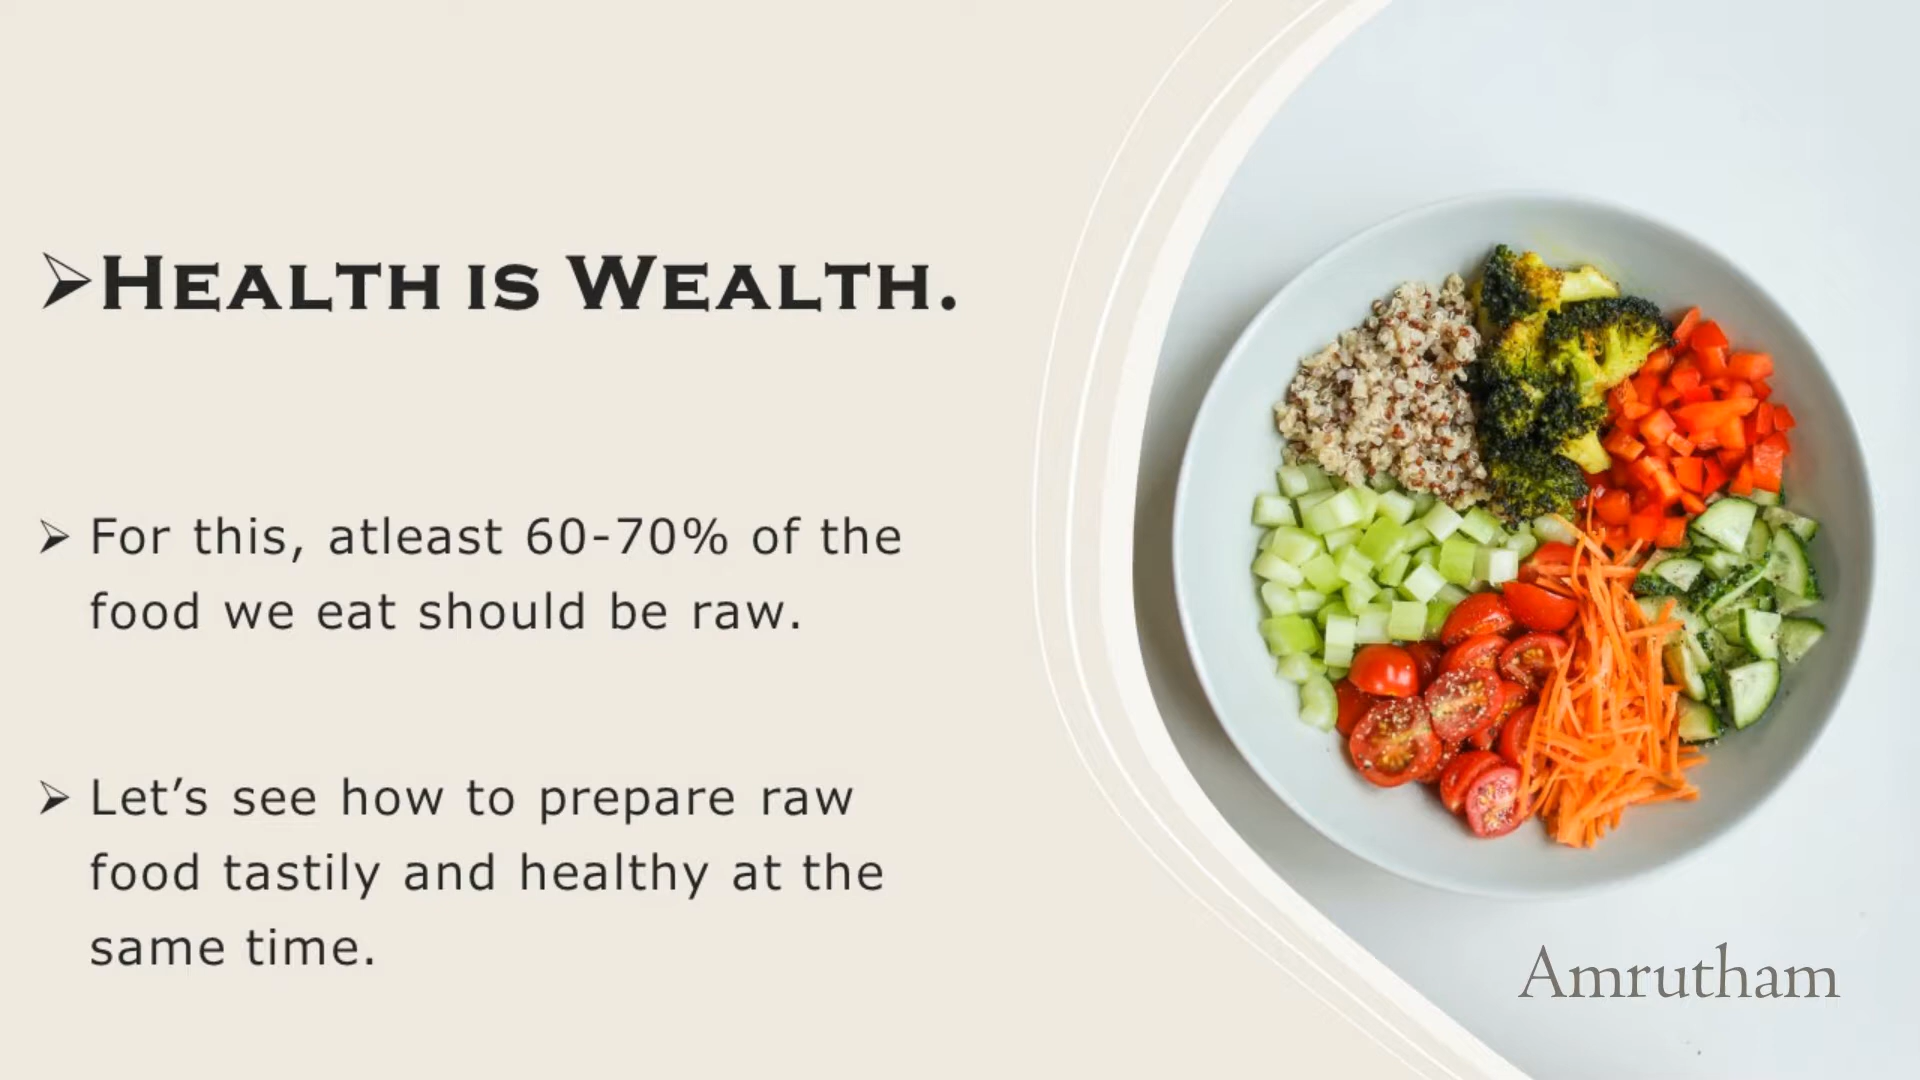 ➢HEALTH IS WEALTH.
➢ For this, atleast 60-70% of the
food we eat should be raw.
➢ Let’s see how to prepare raw
food tastily and healthy at the
same time.
Amrutham